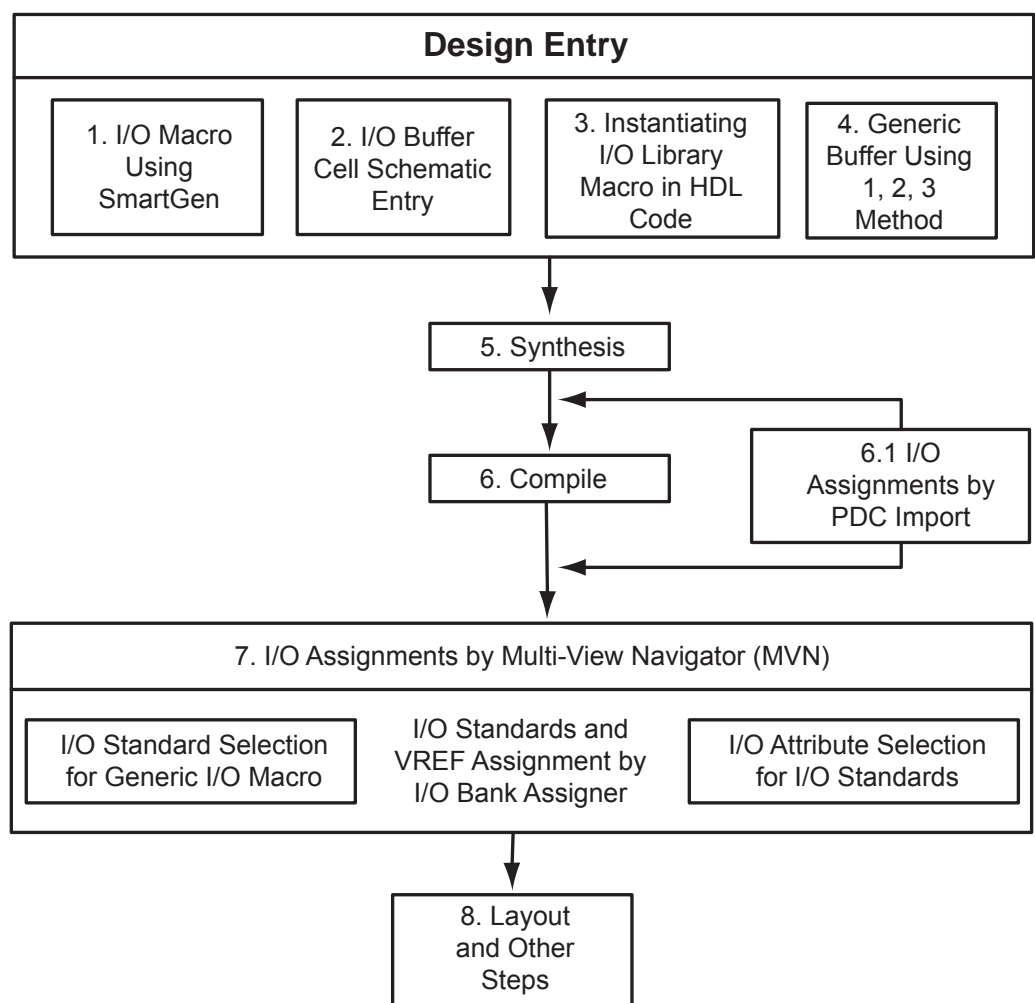 Design Entry
1. I/O Macro
Using
SmartGen
2. I/O Buffer
Cell Schematic
Entry
3. Instantiating
I/O Library
Macro in HDL
Code
4. Generic
Buffer Using
1, 2, 3
Method
5. Synthesis
6. Compile
6.1 I/O
Assignments by
PDC Import
7. I/O Assignments by Multi-View Navigator (MVN)
I/O Standard Selection
for Generic I/O Macro
I/O Standards and
VREF Assignment by
I/O Bank Assigner
I/O Attribute Selection
for I/O Standards
8. Layout
and Other
Steps